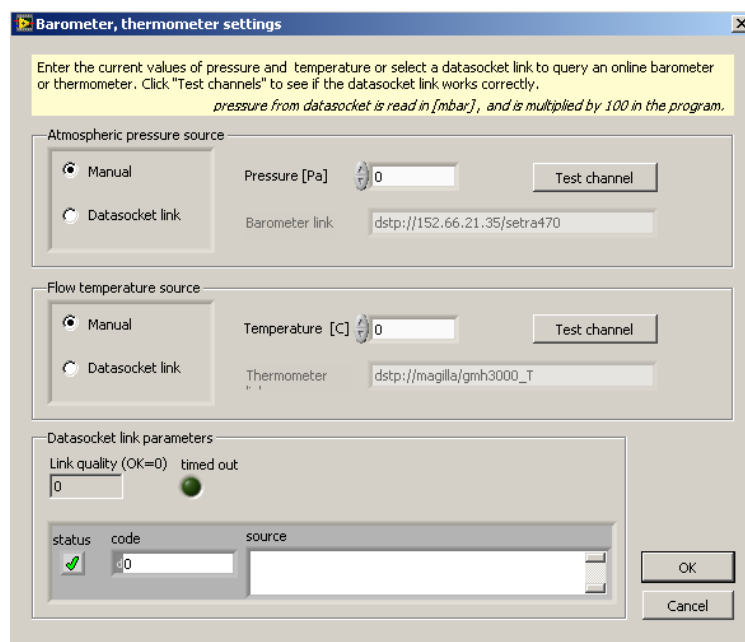 Barometer, thermometer settings
Enter the current values of pressure and temperature or select a datasocket link to query an online barometer
or thermometer. Click "Test channels" to see if the datasocket link works correctly.
pressure from datasocket is read in [mbar], and is multiplied by 100 in the program.
Atmospheric pressure source
Manual
Pressure [Pa]
0
Test channel
Datasocket link
Barometer link
dstp://152.66.21.35/setra470
Flow temperature source
Manual
Temperature [C]
0
Test channel
Datasocket link
Thermometer
dstp://magilla/gmh3000_T
Datasocket link parameters
Link quality (OK=0) timed out
0
status code source
d0
OK
Cancel